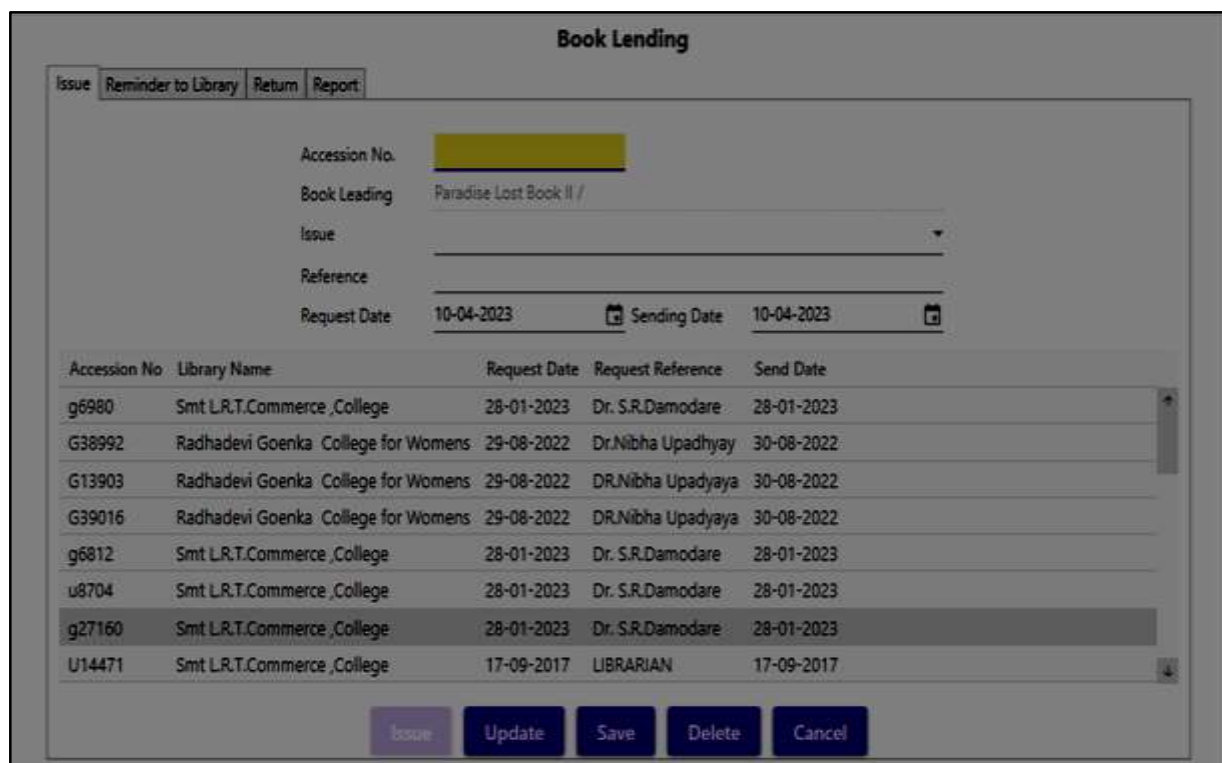 Book Lending
Issue Reminder to Library Return Report
Accession No.
Book Leading Paradise Lost Book II /
Issue
Reference
Request Date 10-04-2023 Sending Date 10-04-2023
Accession No Library Name Request Date Request Reference Send Date
g6980 Smt L.R.T.Commerce ,College 28-01-2023 Dr. S.R.Damodare 28-01-2023
G38992 Radhadevi Goenka College for Womens 29-08-2022 Dr.Nibha Upadhyay 30-08-2022
G13903 Radhadevi Goenka College for Womens 29-08-2022 DR.Nibha Upadyaya 30-08-2022
G39016 Radhadevi Goenka College for Womens 29-08-2022 DR.Nibha Upadyaya 30-08-2022
g6812 Smt L.R.T.Commerce ,College 28-01-2023 Dr. S.R.Damodare 28-01-2023
u8704 Smt L.R.T.Commerce ,College 28-01-2023 Dr. S.R.Damodare 28-01-2023
g27160 Smt L.R.T.Commerce ,College 28-01-2023 Dr. S.R.Damodare 28-01-2023
U14471 Smt L.R.T.Commerce ,College 17-09-2017 LIBRARIAN 17-09-2017
Issue Update Save Delete Cancel